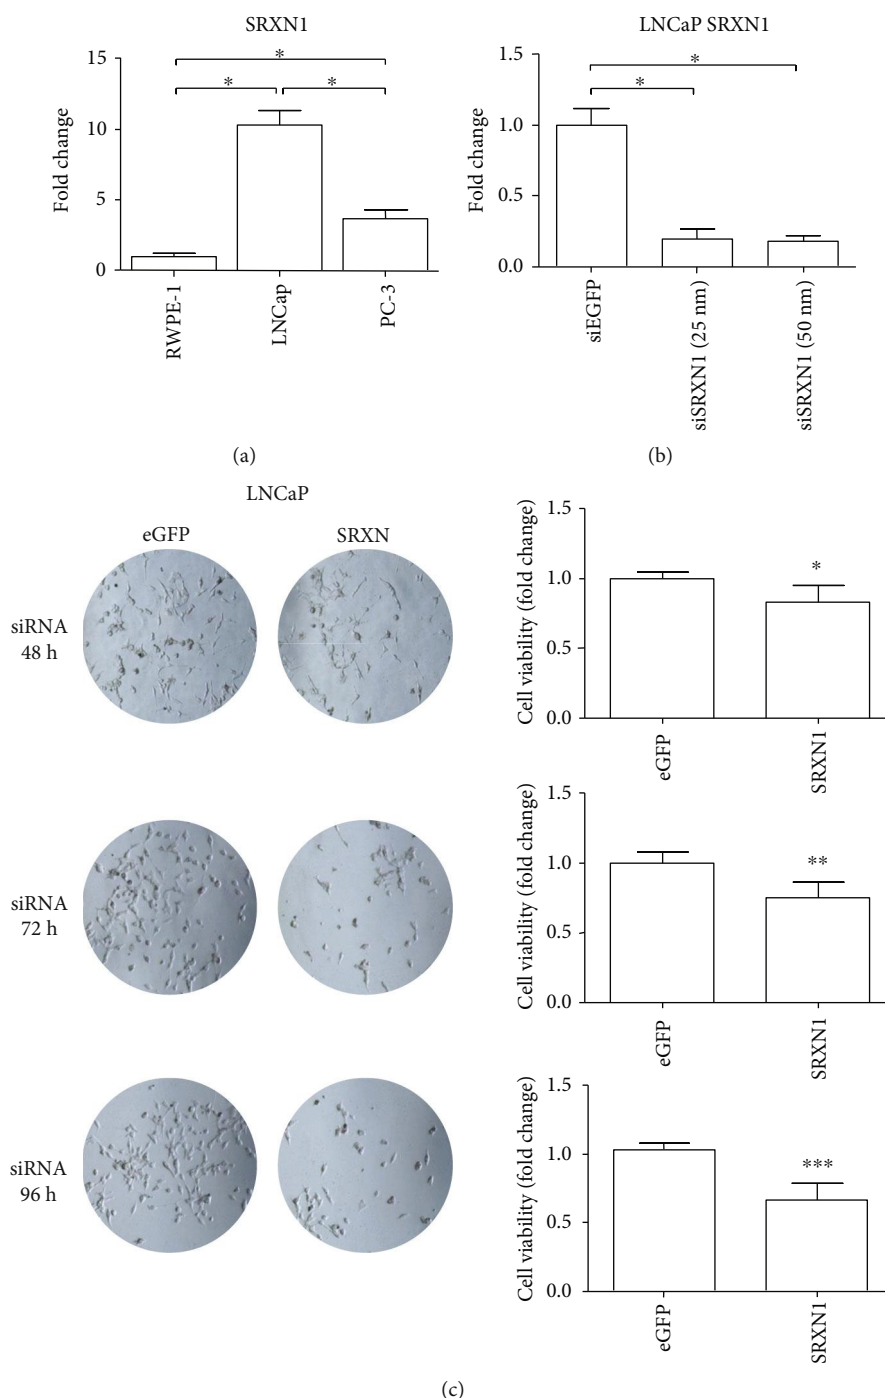 SRXN1
*
*
*
15
10
5
0
Fold change
RWPE-1
LNCap
PC-3
(a)
LNCaP SRXN1
*
*
1.5
1.0
0.5
0.0
Fold change
siEGFP
siSRXN1 (25 nm)
siSRXN1 (50 nm)
(b)
LNCaP
eGFP
SRXN
siRNA
48 h
1.5
1.0
0.5
0.0
Cell viability (fold change)
*
eGFP
SRXN1
siRNA
72 h
1.5
1.0
0.5
0.0
Cell viability (fold change)
**
eGFP
SRXN1
siRNA
96 h
1.5
1.0
0.5
0.0
Cell viability (fold change)
***
eGFP
SRXN1
(c)